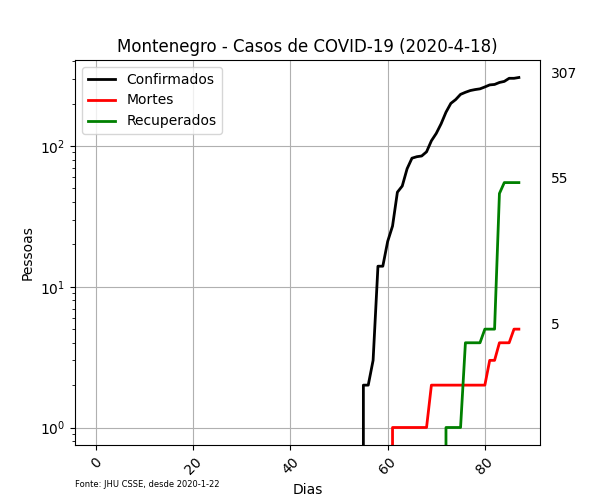 Montenegro - Casos de COVID-19 (2020-4-18)
Confirmados
Mortes
Recuperados
307
55
5
Pessoas
10²
10¹
10⁰
0
20
40
60
80
Dias
Fonte: JHU CSSE, desde 2020-1-22